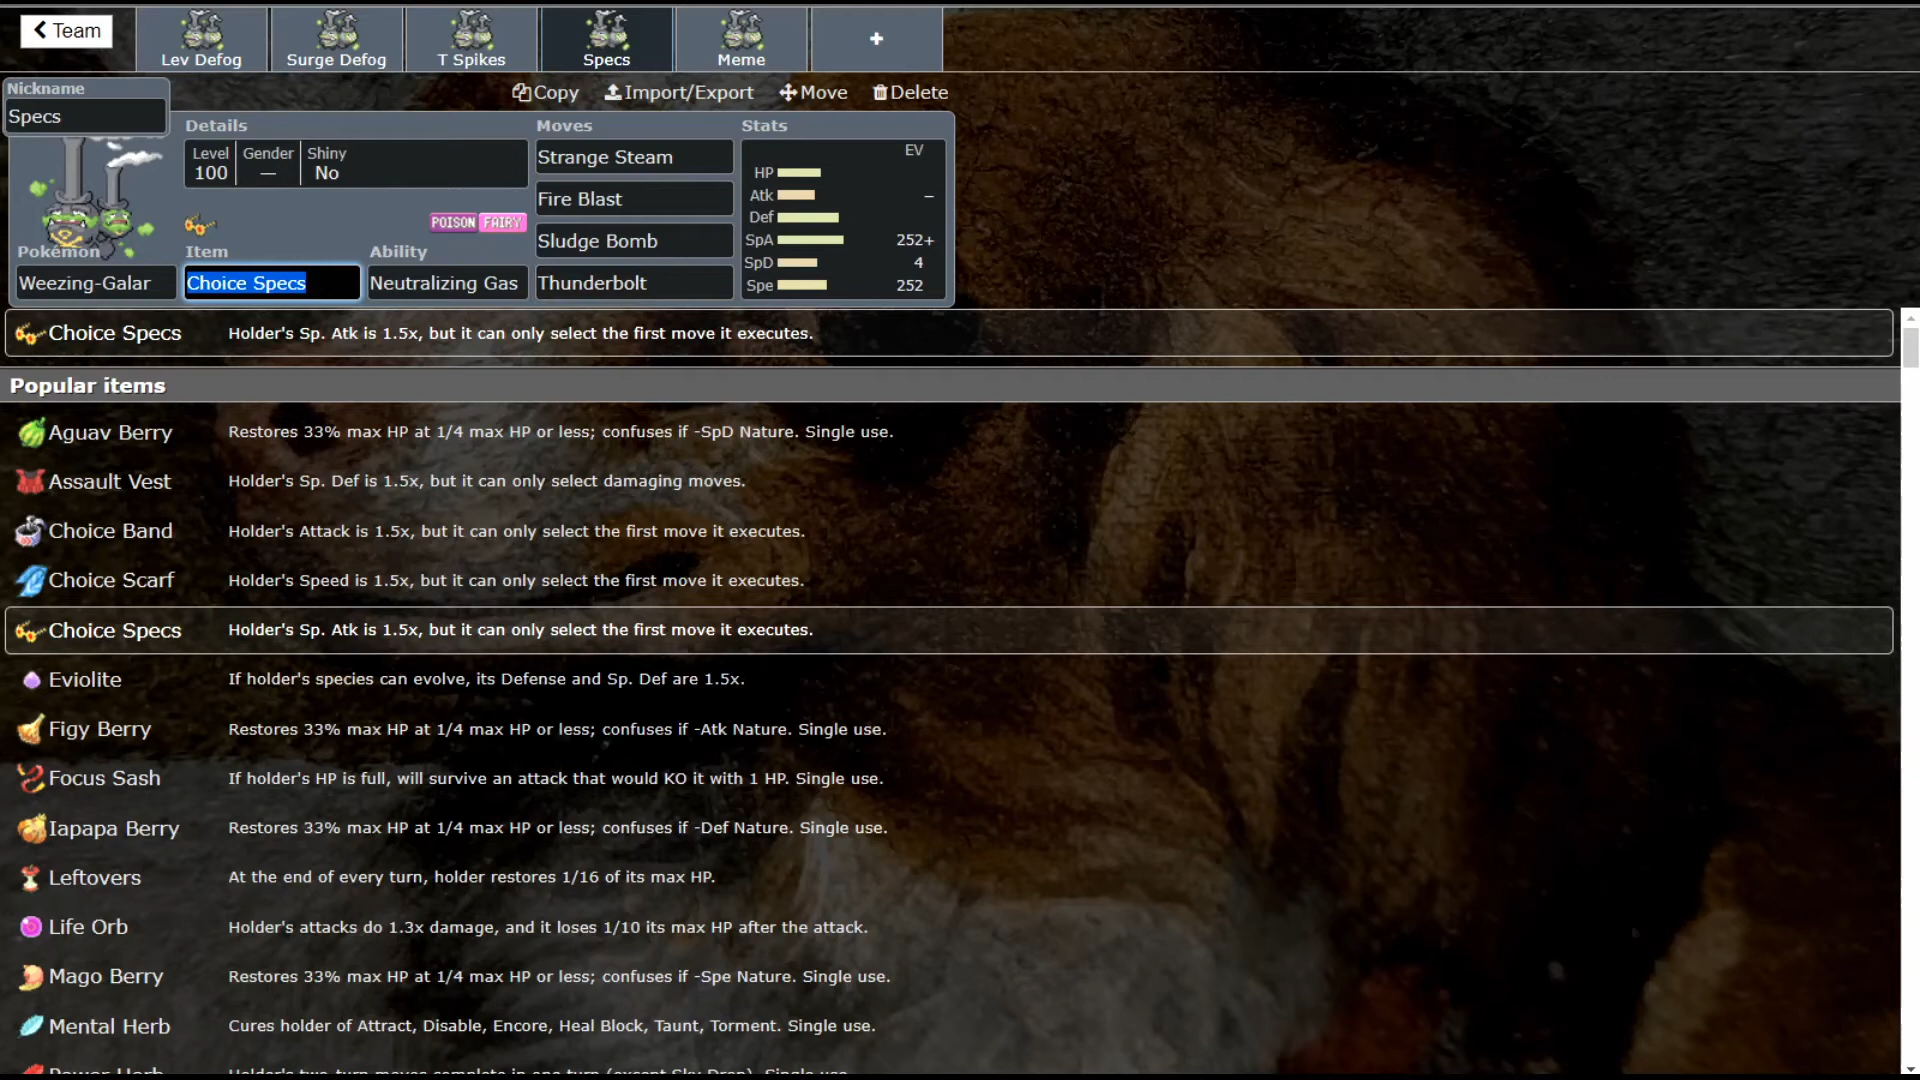 Team
Lev Defog
Surge Defog
T Spikes
Specs
Meme
+
Nickname
Specs
Copy
Import/Export
Move
Delete
Details
Moves
Stats
Level
100
Gender
—
Shiny
No
POISON FAIRY
Pokémon
Weezing-Galar
Item
Choice Specs
Ability
Neutralizing Gas
Strange Steam
Fire Blast
Sludge Bomb
Thunderbolt
EV
HP
Atk –
Def
SpA 252+
SpD 4
Spe 252
Choice Specs Holder's Sp. Atk is 1.5x, but it can only select the first move it executes.
Popular items
Aguav Berry Restores 33% max HP at 1/4 max HP or less; confuses if -SpD Nature. Single use.
Assault Vest Holder's Sp. Def is 1.5x, but it can only select damaging moves.
Choice Band Holder's Attack is 1.5x, but it can only select the first move it executes.
Choice Scarf Holder's Speed is 1.5x, but it can only select the first move it executes.
Choice Specs Holder's Sp. Atk is 1.5x, but it can only select the first move it executes.
Eviolite If holder's species can evolve, its Defense and Sp. Def are 1.5x.
Figy Berry Restores 33% max HP at 1/4 max HP or less; confuses if -Atk Nature. Single use.
Focus Sash If holder's HP is full, will survive an attack that would KO it with 1 HP. Single use.
Iapapa Berry Restores 33% max HP at 1/4 max HP or less; confuses if -Def Nature. Single use.
Leftovers At the end of every turn, holder restores 1/16 of its max HP.
Life Orb Holder's attacks do 1.3x damage, and it loses 1/10 its max HP after the attack.
Mago Berry Restores 33% max HP at 1/4 max HP or less; confuses if -Spe Nature. Single use.
Mental Herb Cures holder of Attract, Disable, Encore, Heal Block, Taunt, Torment. Single use.
Power Herb Holder's two-turn moves complete in one turn (except Sky Drop). Single use.